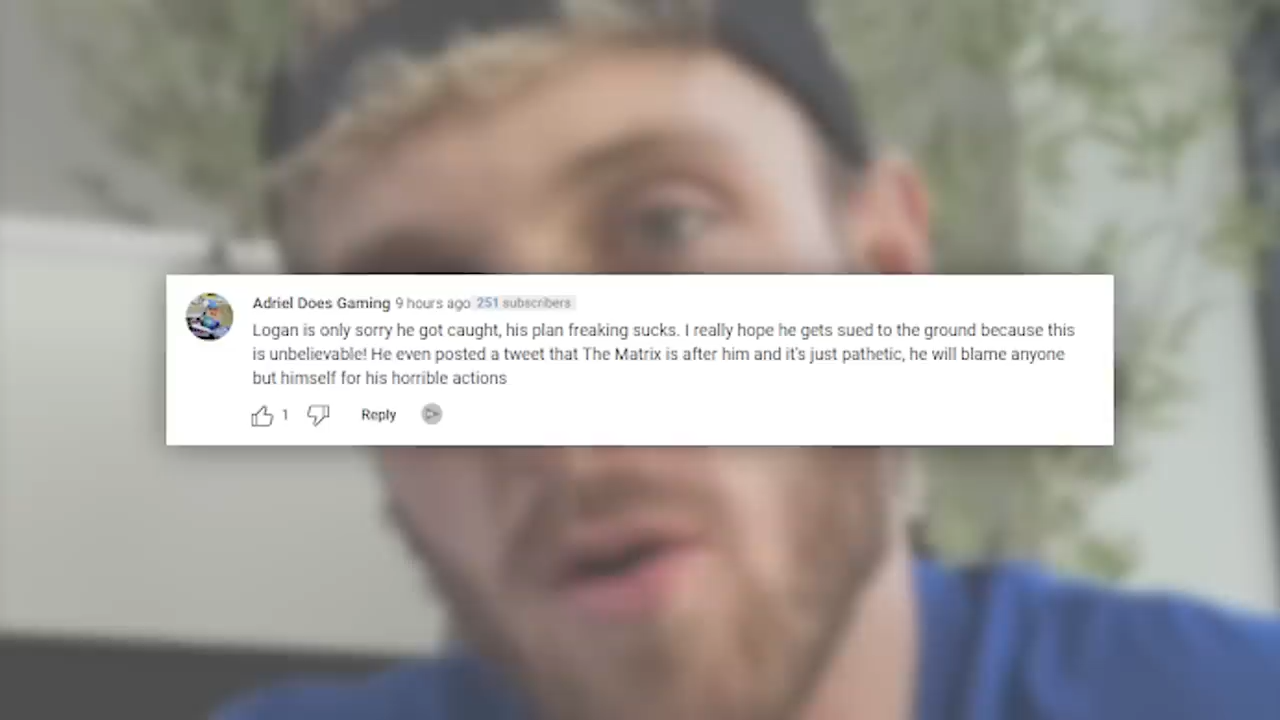 Adriel Does Gaming 9 hours ago 251 subscribers
Logan is only sorry he got caught, his plan freaking sucks. I really hope he gets sued to the ground because this
is unbelievable! He even posted a tweet that The Matrix is after him and it's just pathetic, he will blame anyone
but himself for his horrible actions
1 Reply